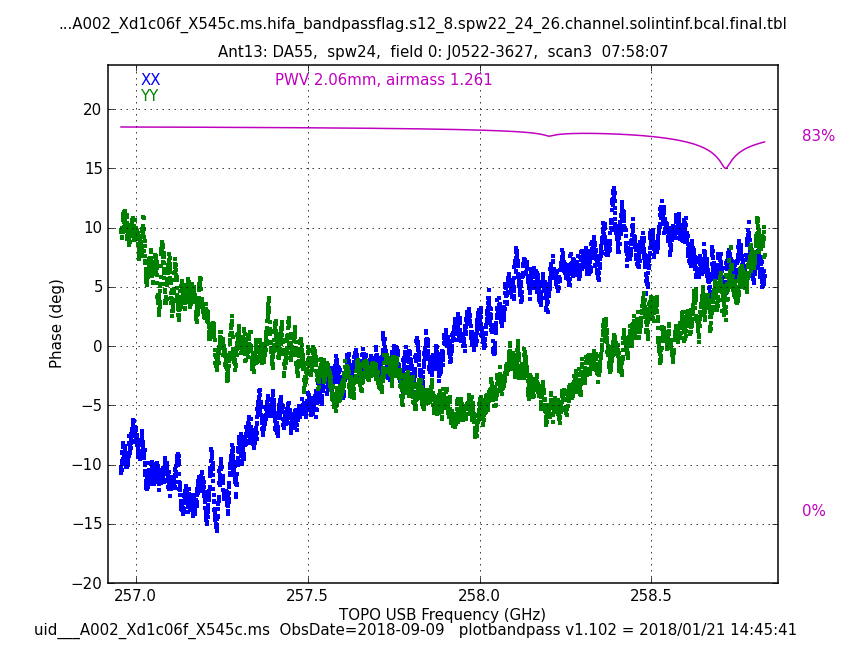 ...A002_Xd1c06f_X545c.ms.hifa_bandpassflag.s12_8.spw22_24_26.channel.solintinf.bcal.final.tbl
Ant13: DA55,  spw24,  field 0: J0522-3627,  scan3  07:58:07
XX
YY
PWV 2.06mm, airmass 1.261
83%
0%
20
15
10
5
0
−5
−10
−15
−20
Phase (deg)
257.0
257.5
258.0
258.5
TOPO USB Frequency (GHz)
uid___A002_Xd1c06f_X545c.ms  ObsDate=2018-09-09   plotbandpass v1.102 = 2018/01/21 14:45:41